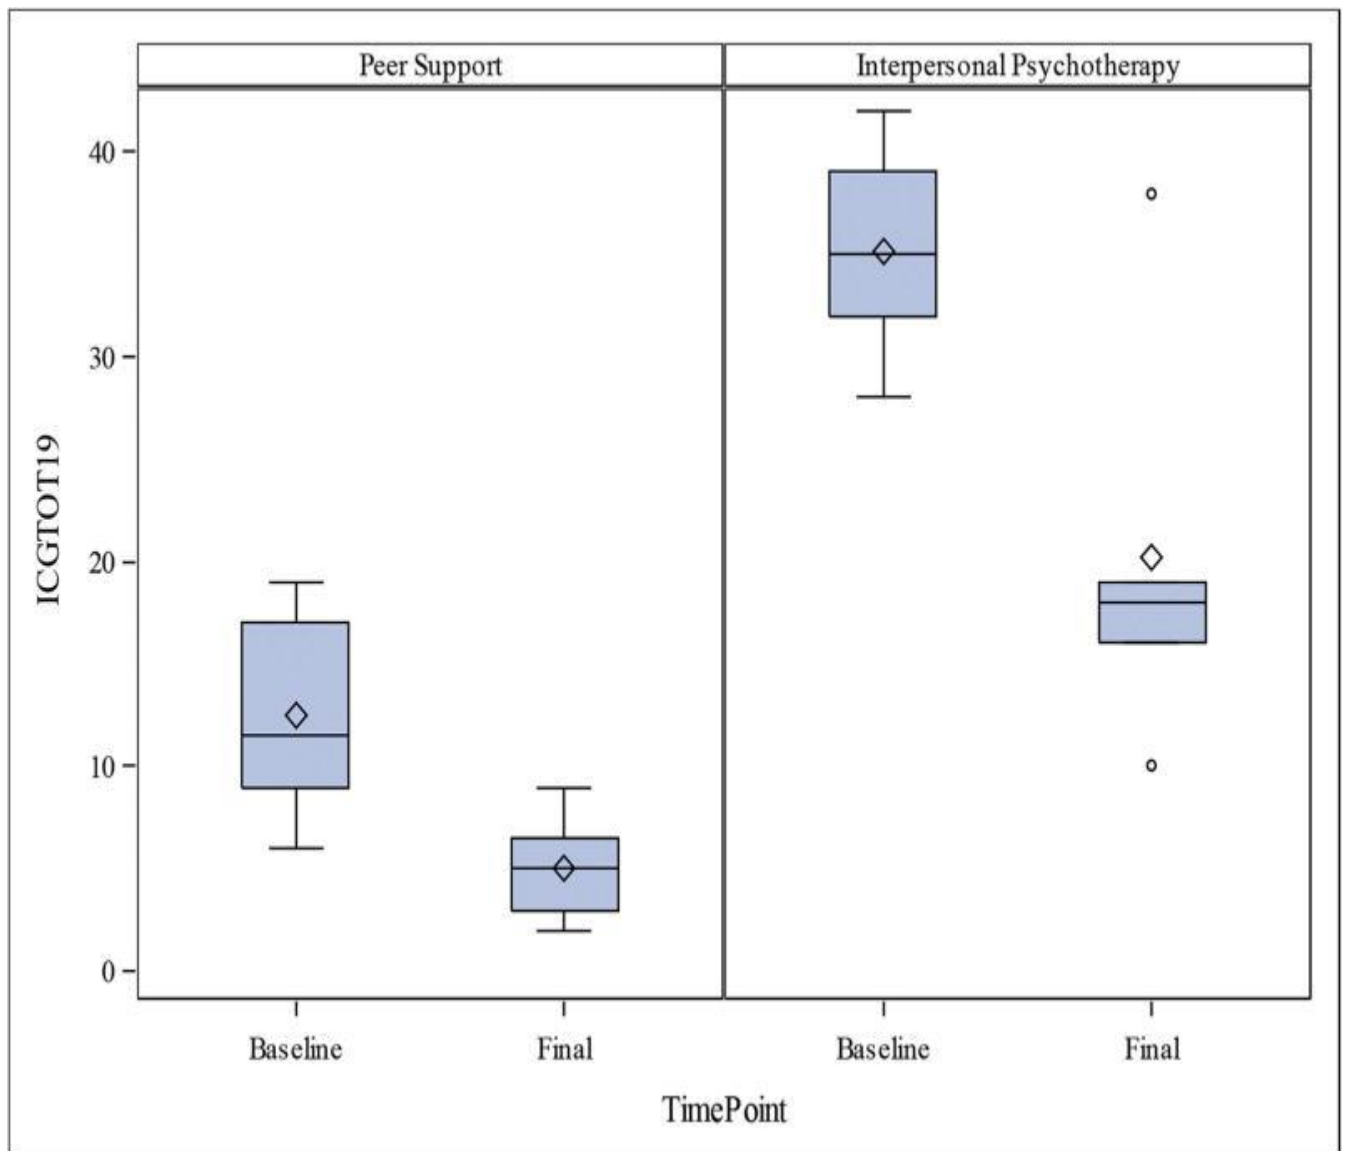 Peer Support
Interpersonal Psychotherapy
40
30
20
10
0
ICGTOT19
Baseline
Final
Baseline
Final
TimePoint